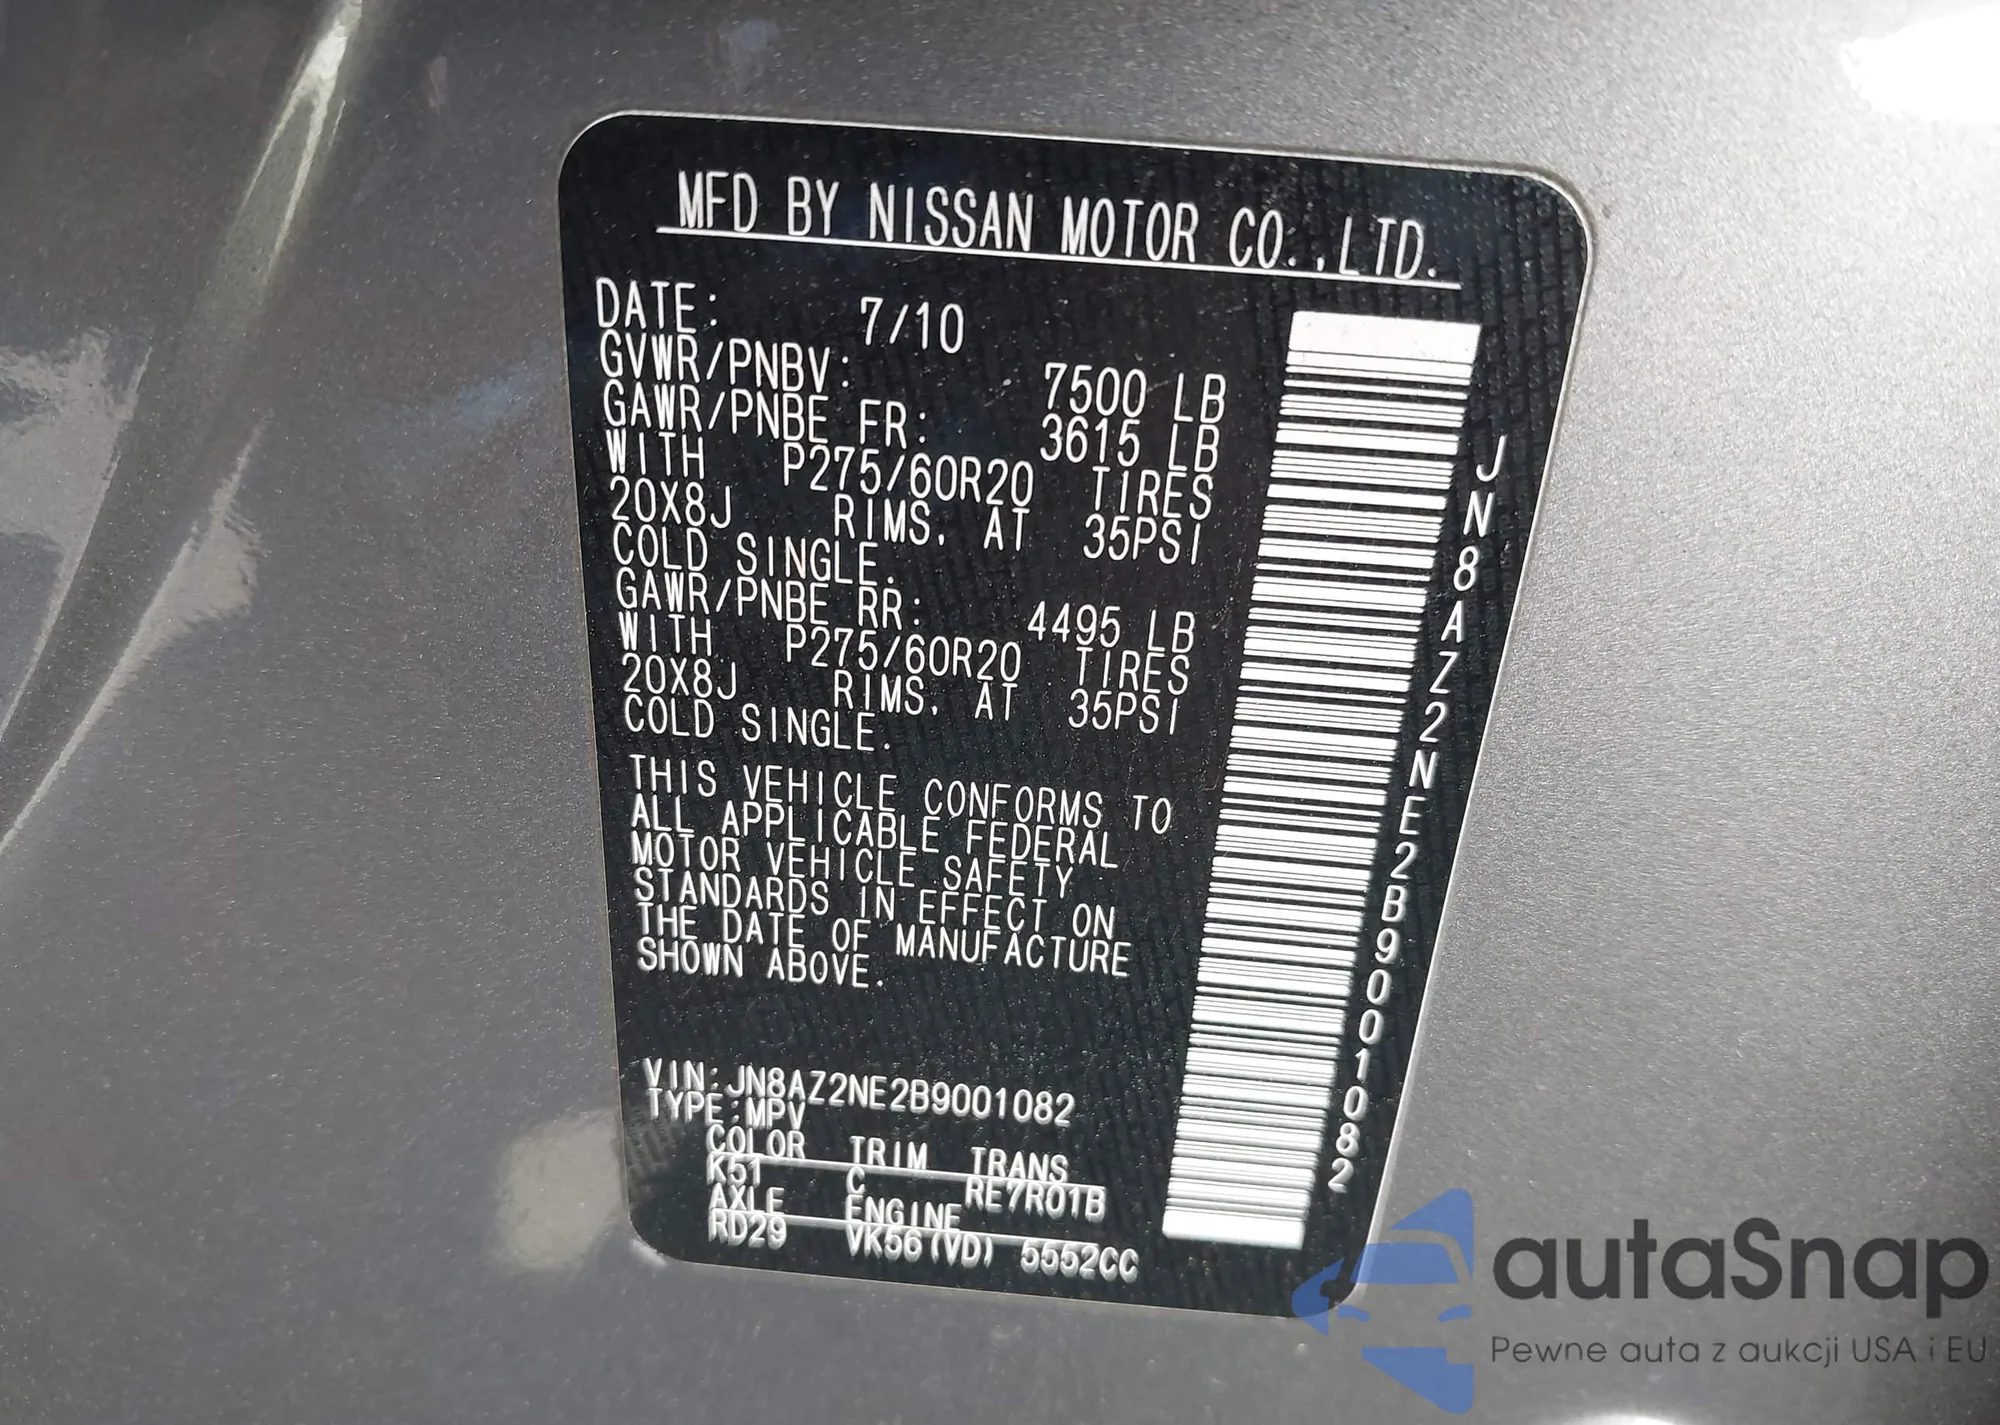 MFD BY NISSAN MOTOR CO.,LTD.
DATE: 7/10
GVWR/PNBV: 7500 LB
GAWR/PNBE FR: 3615 LB
WITH P275/60R20 TIRES
20X8J RIMS, AT 35PSI
COLD SINGLE.
GAWR/PNBE RR: 4495 LB
WITH P275/60R20 TIRES
20X8J RIMS, AT 35PSI
COLD SINGLE.
THIS VEHICLE CONFORMS TO
ALL APPLICABLE FEDERAL
MOTOR VEHICLE SAFETY
STANDARDS IN EFFECT ON
THE DATE OF MANUFACTURE
SHOWN ABOVE.
VIN:JN8AZ2NE2B9001082
TYPE:MPV
COLOR TRIM TRANS
K51 C RE7R01B
AXLE ENGINE
RD29 VK56(VD) 5552CC
JN8AZ2NE2B9001082
autaSnap
Pewne auta z aukcji USA i EU